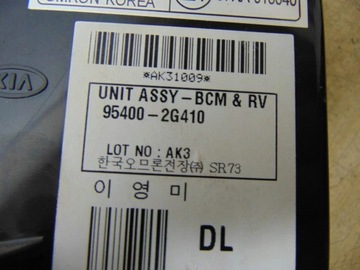 OMRON KOREA
KIA
*AK31009*
UNIT ASSY-BCM & RV
95400-2G410
LOT NO : AK3
한국오므론전장(주) SR73
이 영 미
DL